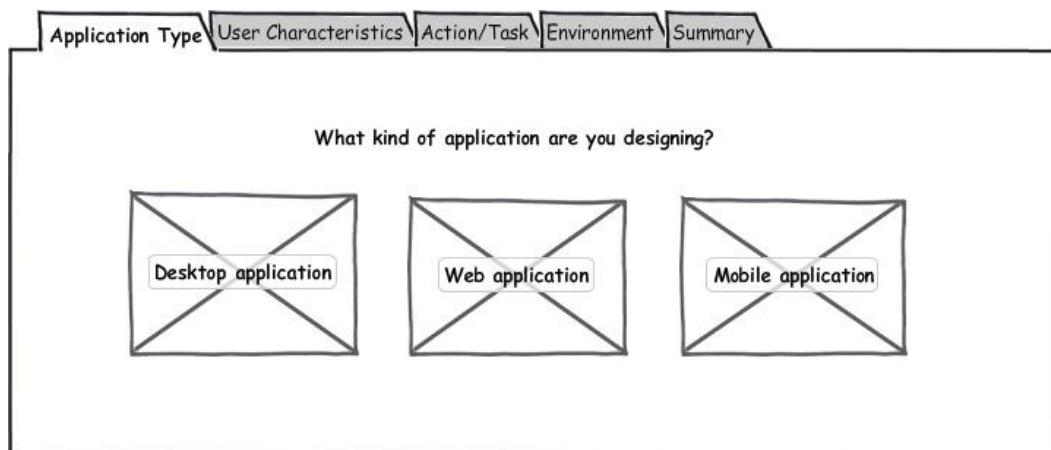 Application Type User Characteristics Action/Task Environment Summary
What kind of application are you designing?
Desktop application Web application Mobile application